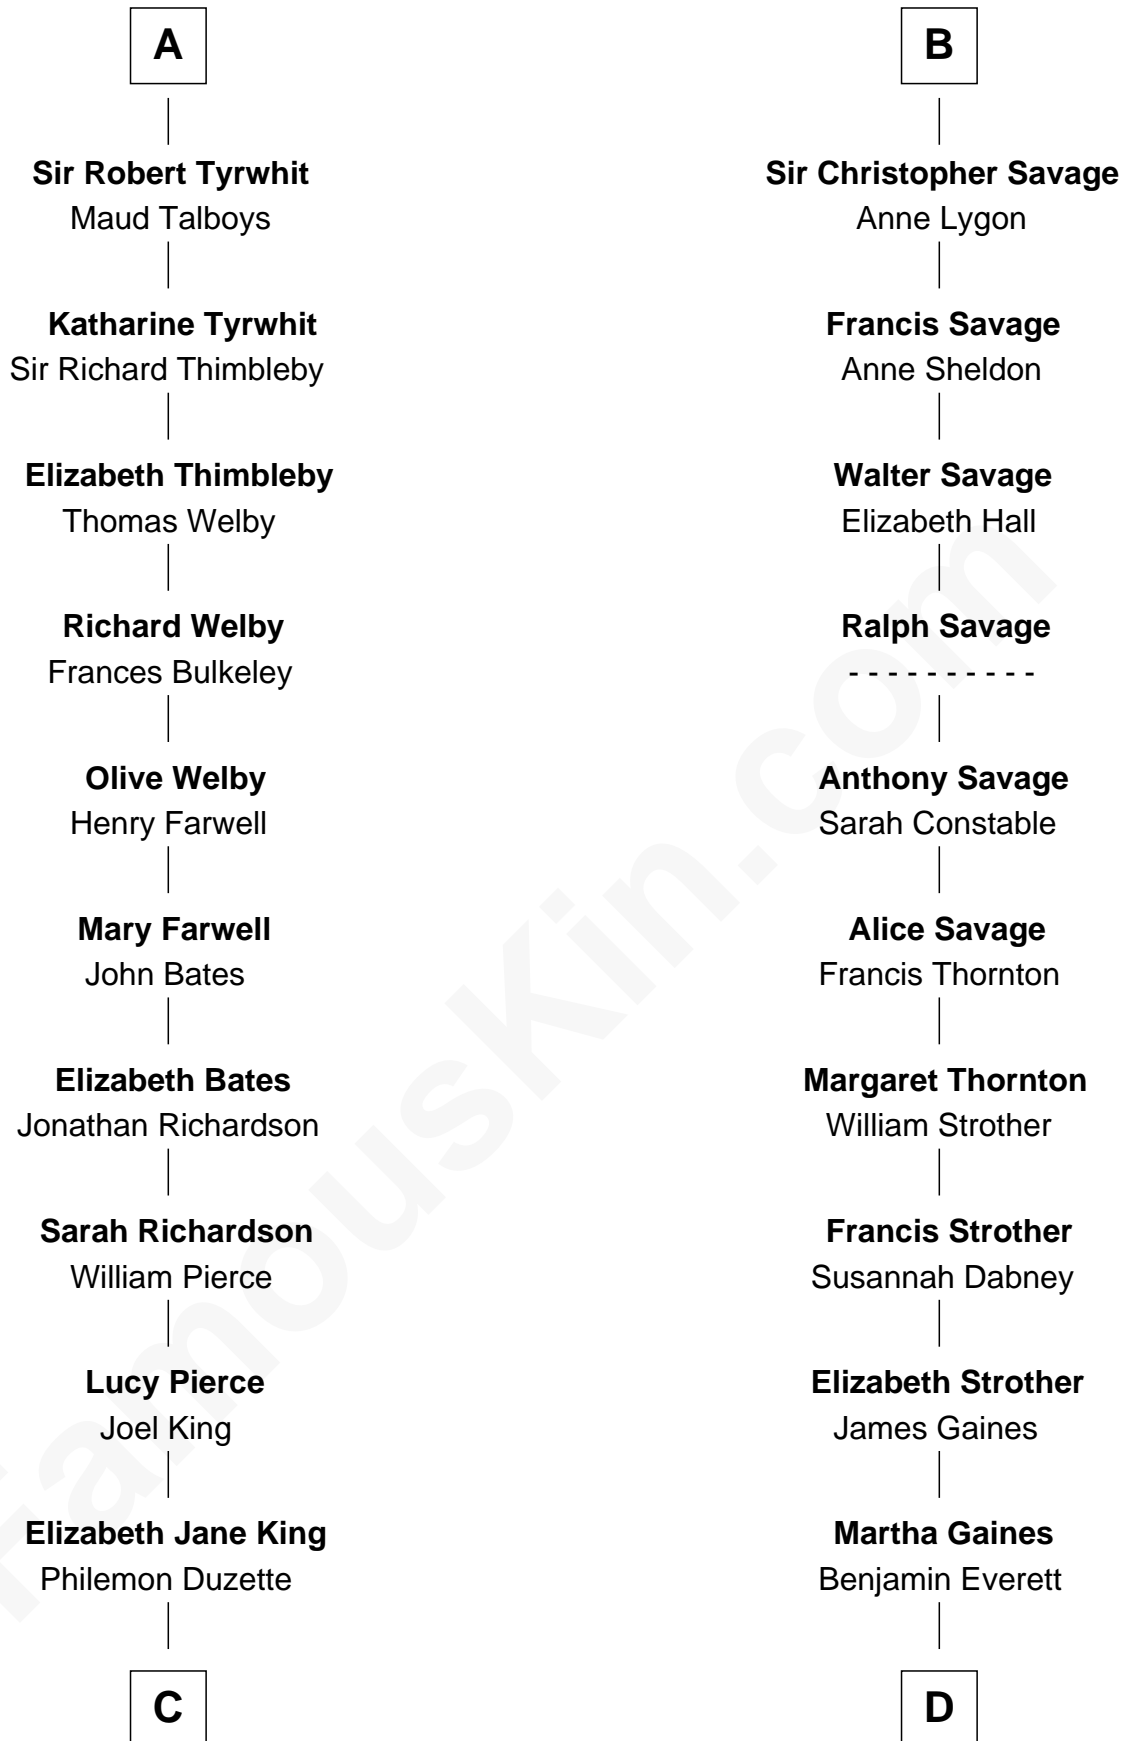 A
Sir Robert Tyrwhit
Maud Talboys
Katharine Tyrwhit
Sir Richard Thimbleby
Elizabeth Thimbleby
Thomas Welby
Richard Welby
Frances Bulkeley
Olive Welby
Henry Farwell
Mary Farwell
John Bates
Elizabeth Bates
Jonathan Richardson
Sarah Richardson
William Pierce
Lucy Pierce
Joel King
Elizabeth Jane King
Philemon Duzette
C
B
Sir Christopher Savage
Anne Lygon
Francis Savage
Anne Sheldon
Walter Savage
Elizabeth Hall
Ralph Savage
- - - - - - - - - -
Anthony Savage
Sarah Constable
Alice Savage
Francis Thornton
Margaret Thornton
William Strother
Francis Strother
Susannah Dabney
Elizabeth Strother
James Gaines
Martha Gaines
Benjamin Everett
D
FamousKin.com